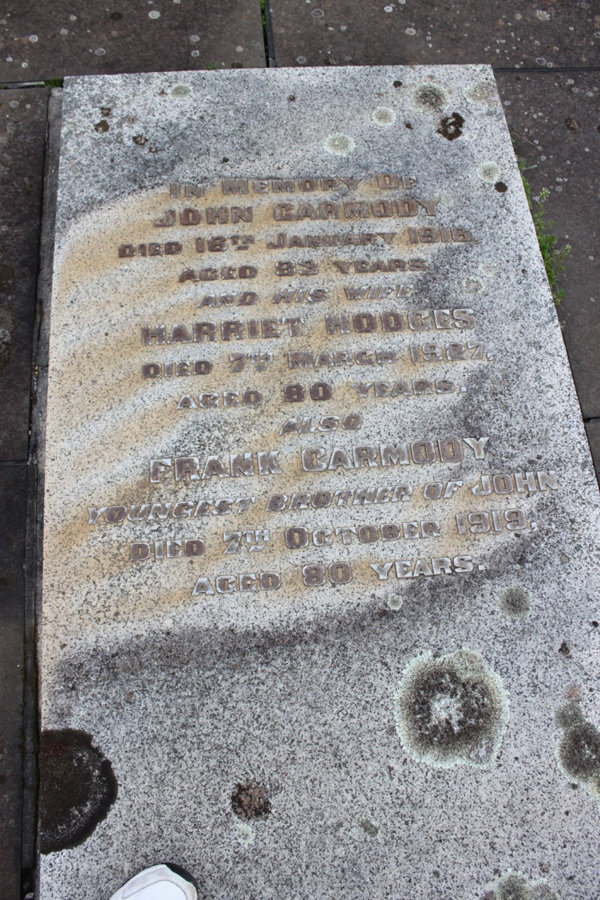 IN MEMORY OF
JOHN CARMODY
DIED 18TH JANUARY 1916.
AGED 82 YEARS
AND HIS WIFE
HARRIET HODGES
DIED 7TH MARCH 1927.
AGED 80 YEARS.
ALSO
FRANK CARMODY
YOUNGEST BROTHER OF JOHN
DIED 7TH OCTOBER 1919,
AGED 80 YEARS.